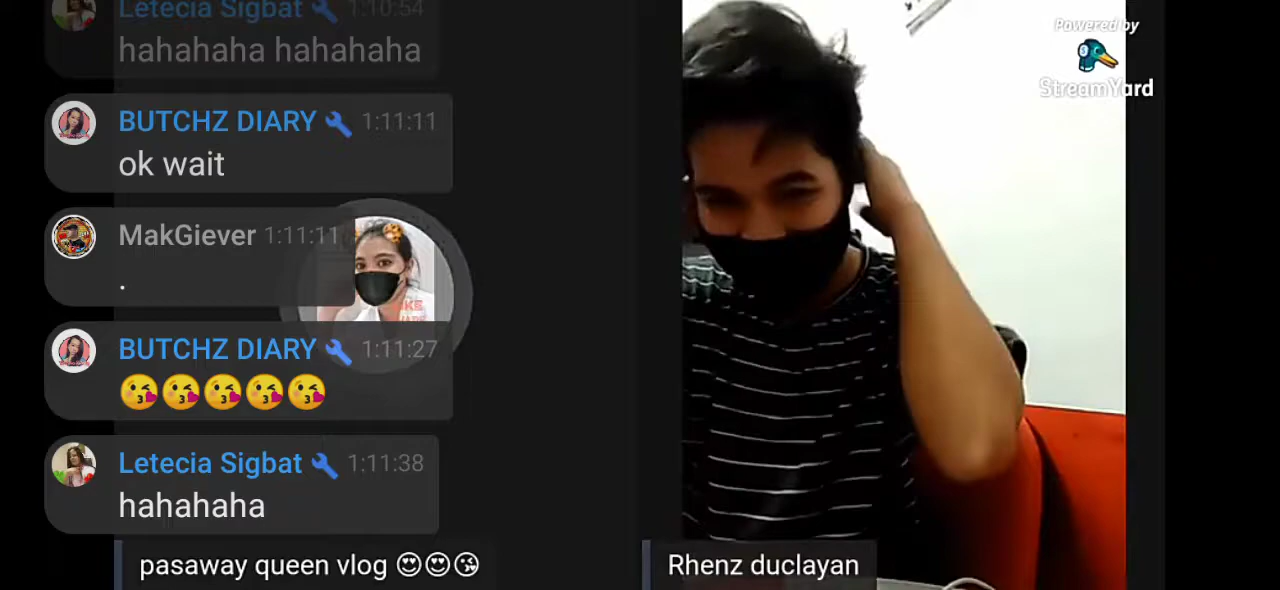 Letecia Sigbat 1:10:54
hahahaha hahahaha
BUTCHZ DIARY 1:11:11
ok wait
MakGiever 1:11:11
.
BUTCHZ DIARY 1:11:27
😘😘😘😘😘
Letecia Sigbat 1:11:38
hahahaha
pasaway queen vlog 😍😍😘
Rhenz duclayan
Powered by
StreamYard